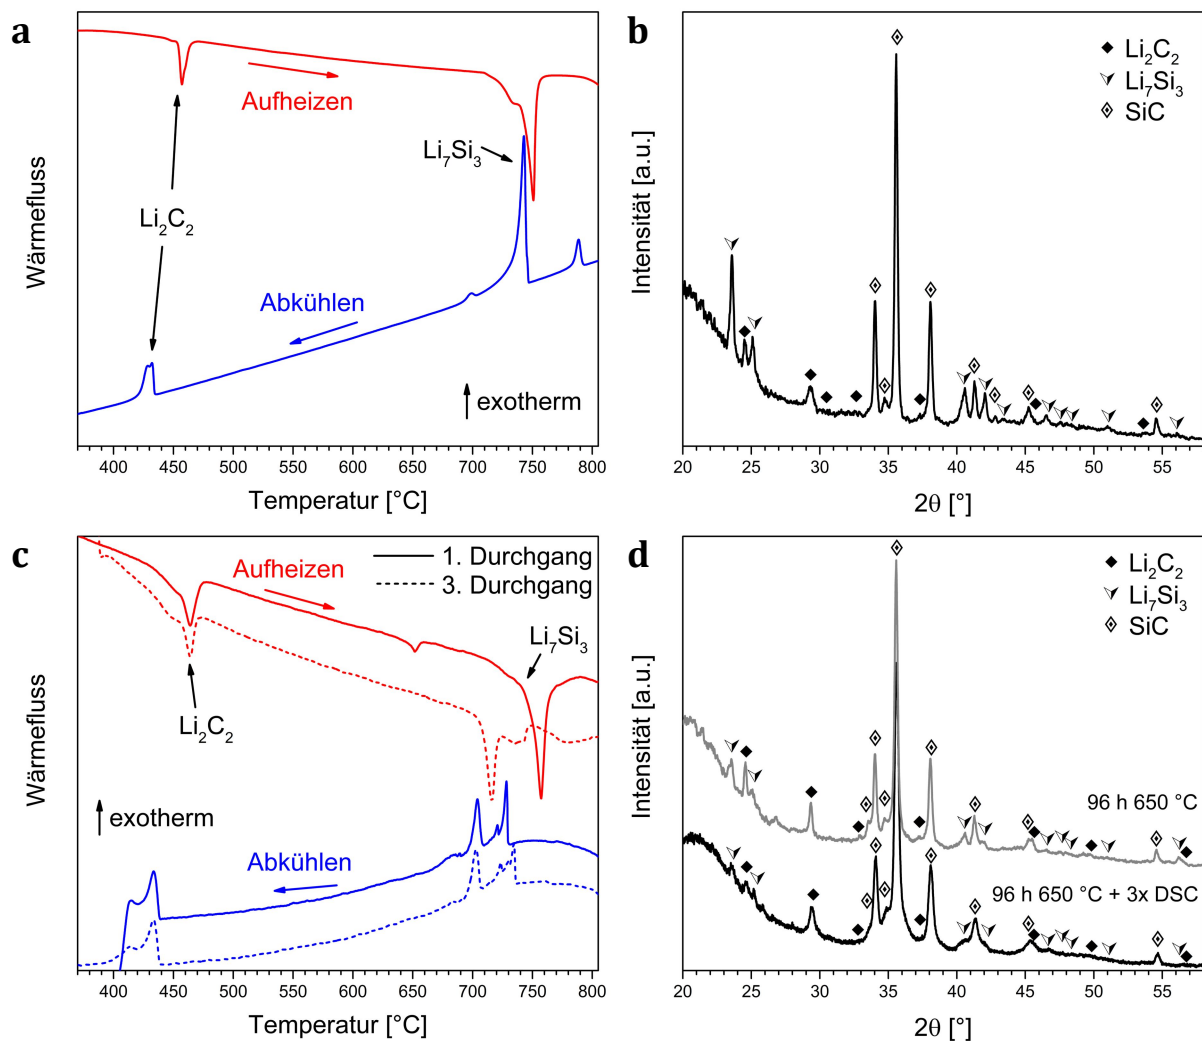 a
Aufheizen
Li₇Si₃
Li₂C₂
Abkühlen
exotherm
Wärmefluss
400 450 500 550 600 650 700 750 800
Temperatur [°C]
b
Li₂C₂
Li₇Si₃
SiC
Intensität [a.u.]
20 25 30 35 40 45 50 55
2θ [°]
c
1. Durchgang
3. Durchgang
Aufheizen
Li₇Si₃
Li₂C₂
exotherm
Abkühlen
Wärmefluss
400 450 500 550 600 650 700 750 800
Temperatur [°C]
d
Li₂C₂
Li₇Si₃
SiC
96 h 650 °C
96 h 650 °C + 3x DSC
Intensität [a.u.]
20 25 30 35 40 45 50 55
2θ [°]